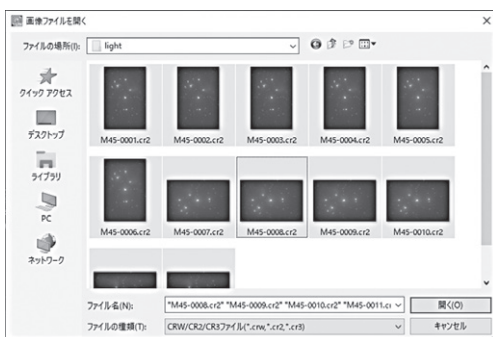 画像ファイルを開く
ファイルの場所(I): light
クイック アクセス
デスクトップ
ライブラリ
PC
ネットワーク
M45-0001.cr2 M45-0002.cr2 M45-0003.cr2 M45-0004.cr2 M45-0005.cr2
M45-0006.cr2 M45-0007.cr2 M45-0008.cr2 M45-0009.cr2 M45-0010.cr2
ファイル名(N): "M45-0008.cr2" "M45-0009.cr2" "M45-0010.cr2" "M45-0011.cr 開く(O)
ファイルの種類(T): CRW/CR2/CR3ファイル(*.crw,*.cr2,*.cr3) キャンセル